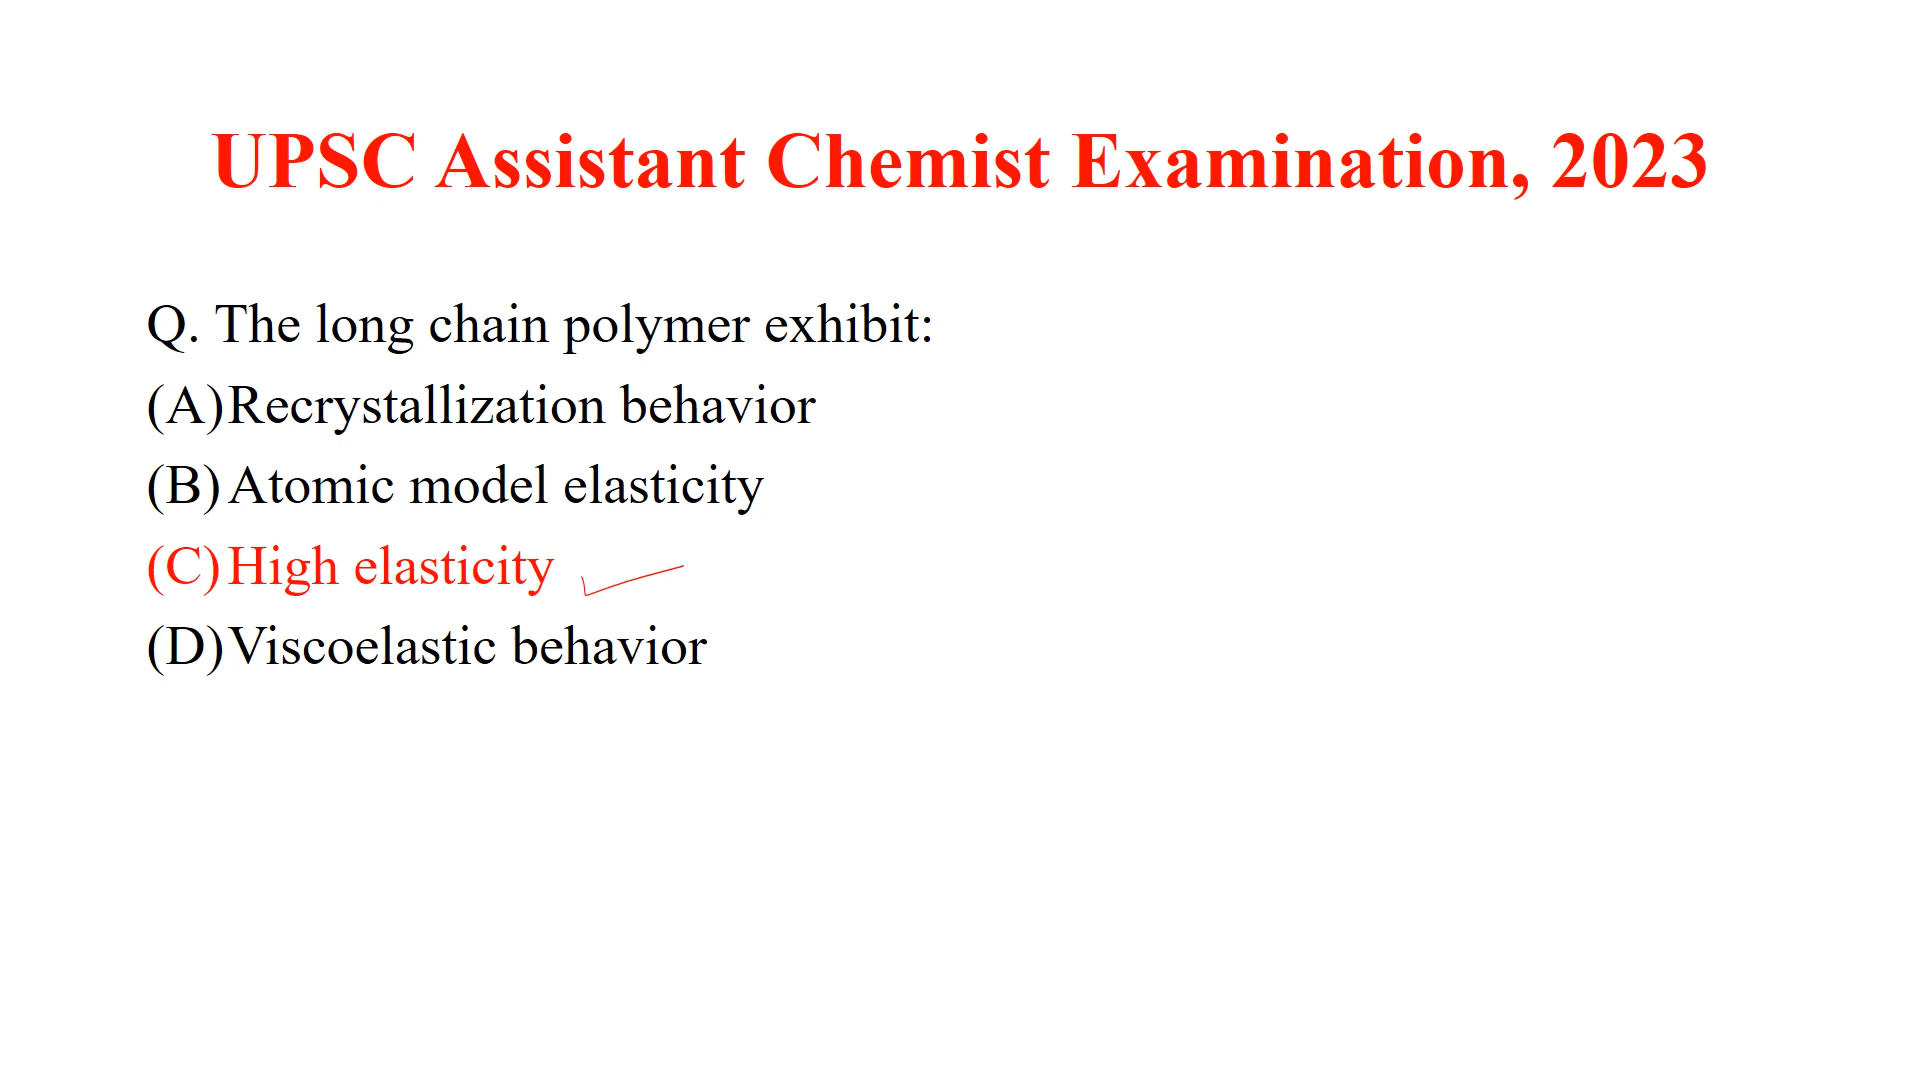 UPSC Assistant Chemist Examination, 2023
Q. The long chain polymer exhibit:
(A) Recrystallization behavior
(B) Atomic model elasticity
(C) High elasticity
(D) Viscoelastic behavior